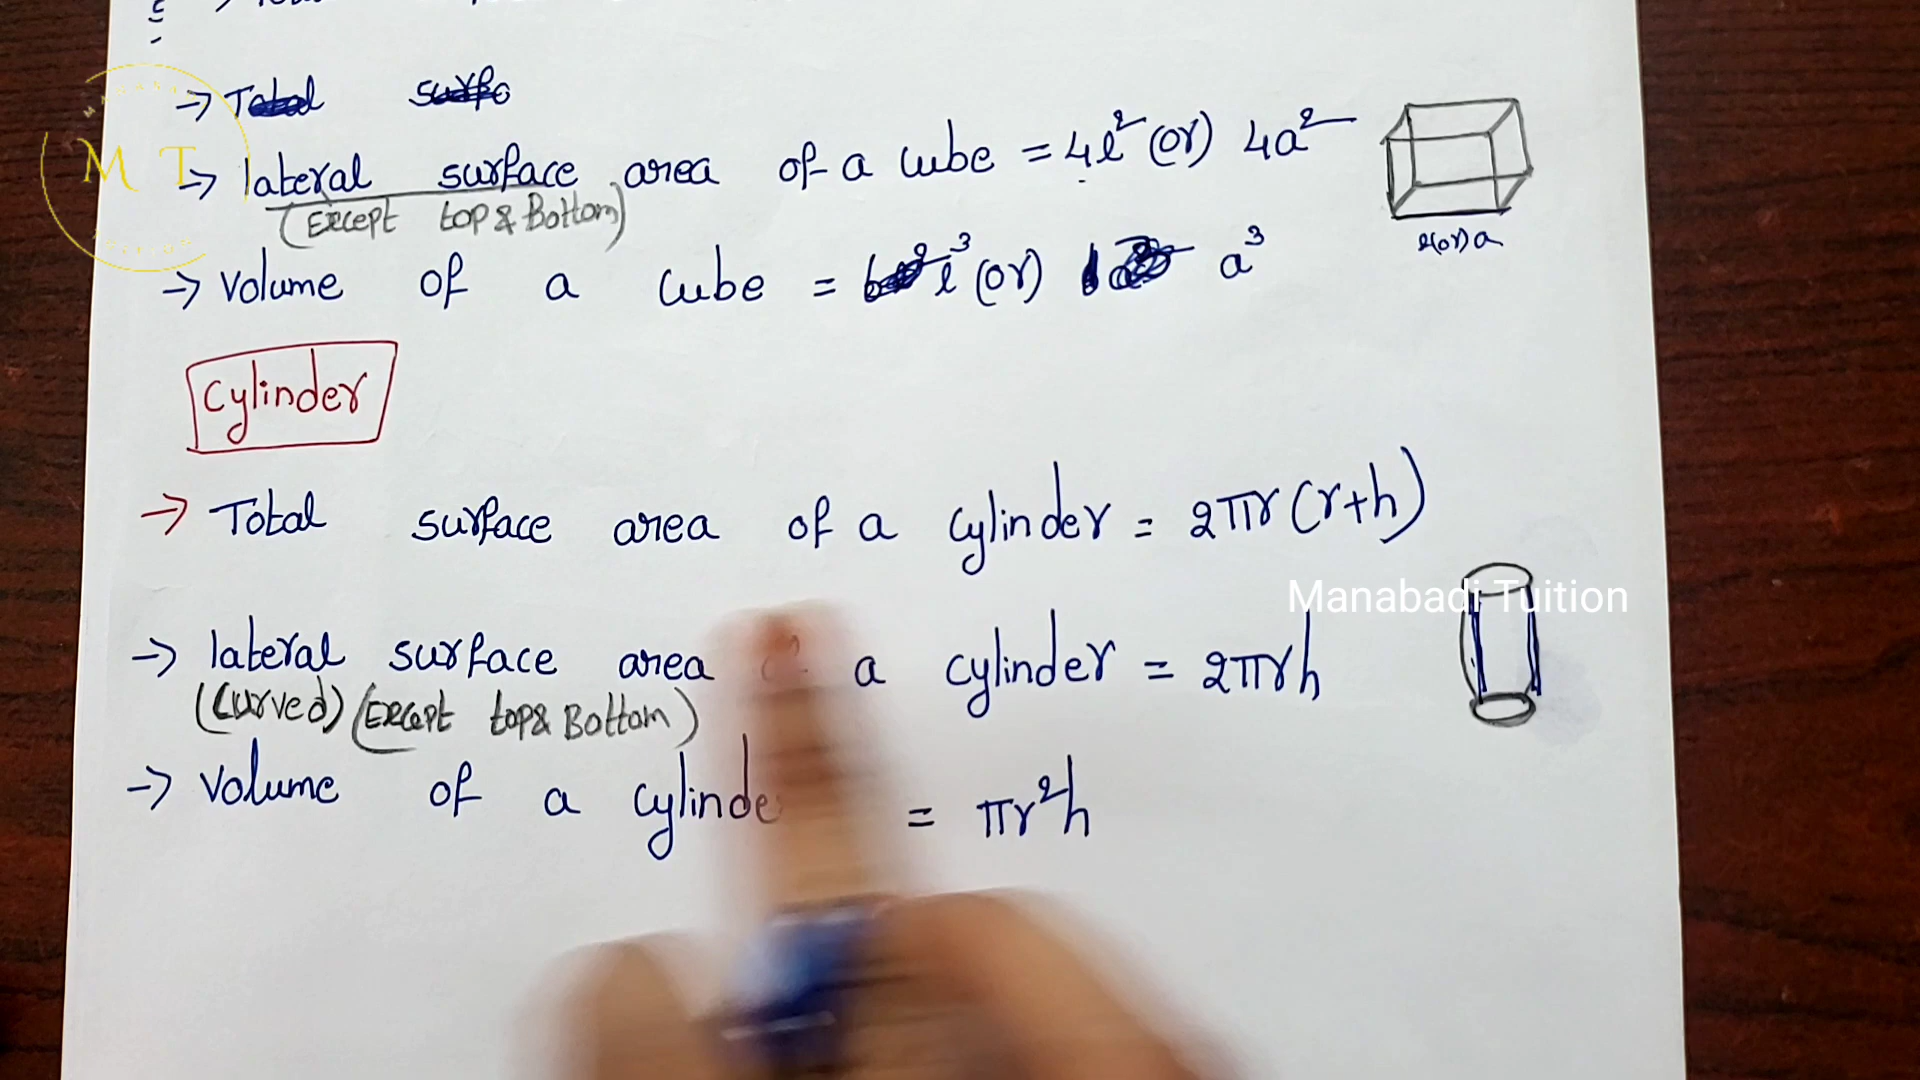 → Total surfa
→ lateral surface area of a cube = 4l² (or) 4a²
(Except top & Bottom)
l(or) a
→ Volume of a cube = l³ (or) a³
Cylinder
→ Total surface area of a cylinder = 2πr (r+h)
Manabadi Tuition
→ lateral surface area a cylinder = 2πrh
(Curved) (Except top & Bottom)
→ Volume of a cylinde = πr²h
M T